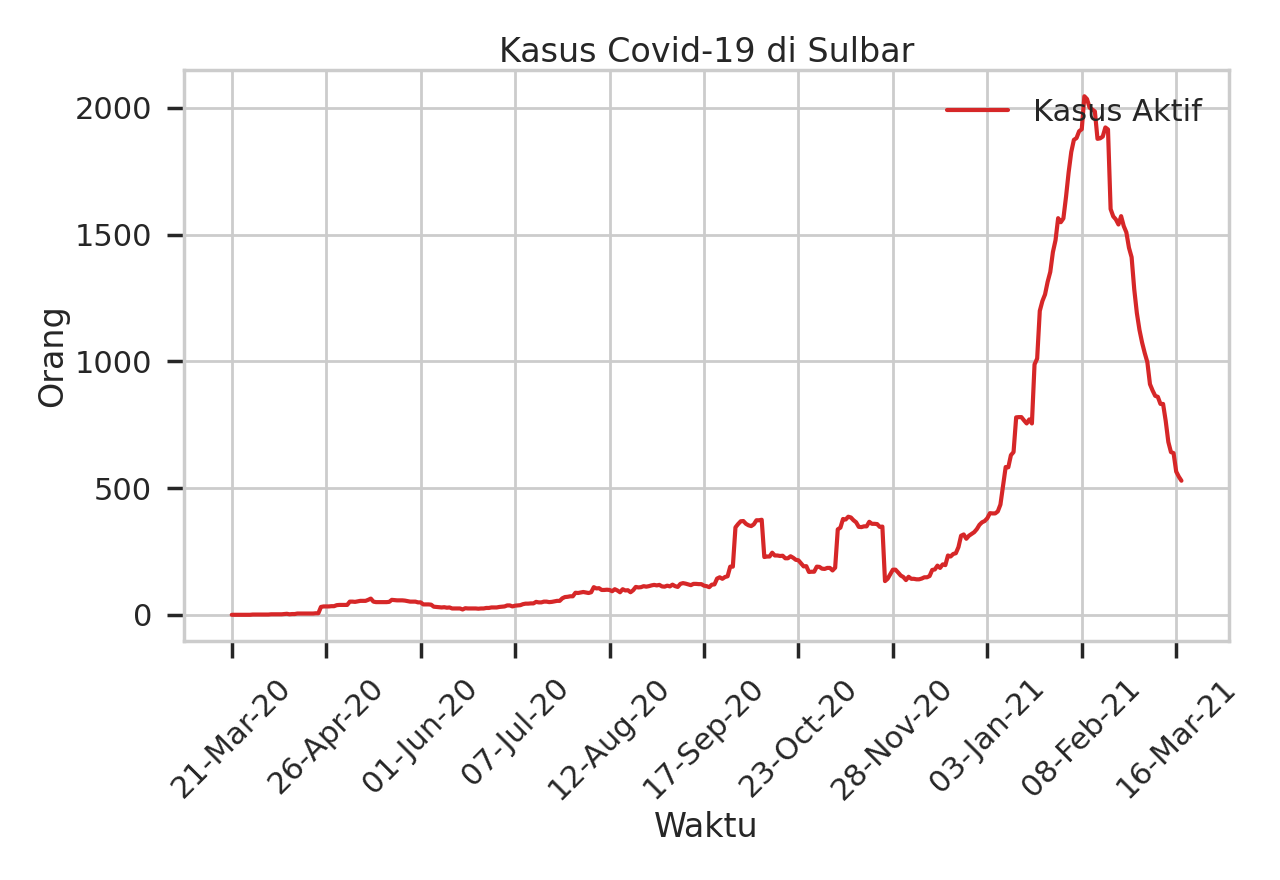 Kasus Covid-19 di Sulbar
Kasus Aktif
Orang
2000
1500
1000
500
0
21-Mar-20
26-Apr-20
01-Jun-20
07-Jul-20
12-Aug-20
17-Sep-20
23-Oct-20
28-Nov-20
03-Jan-21
08-Feb-21
16-Mar-21
Waktu